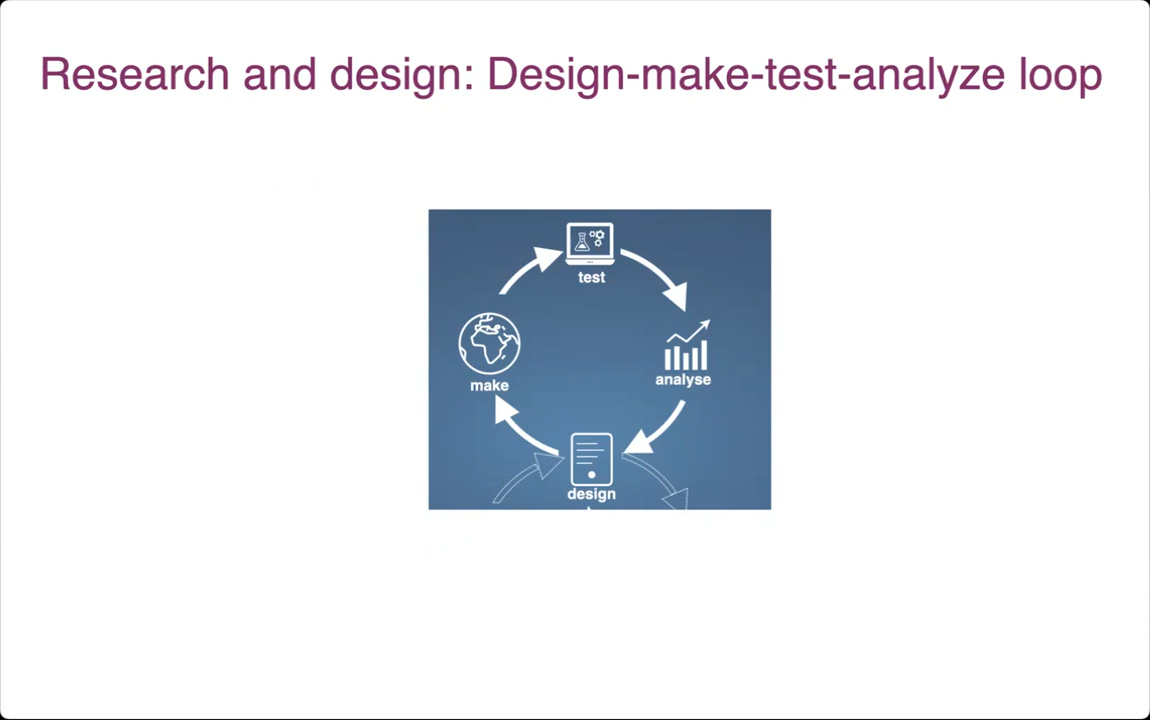 Research and design: Design-make-test-analyze loop
test
make
analyse
design